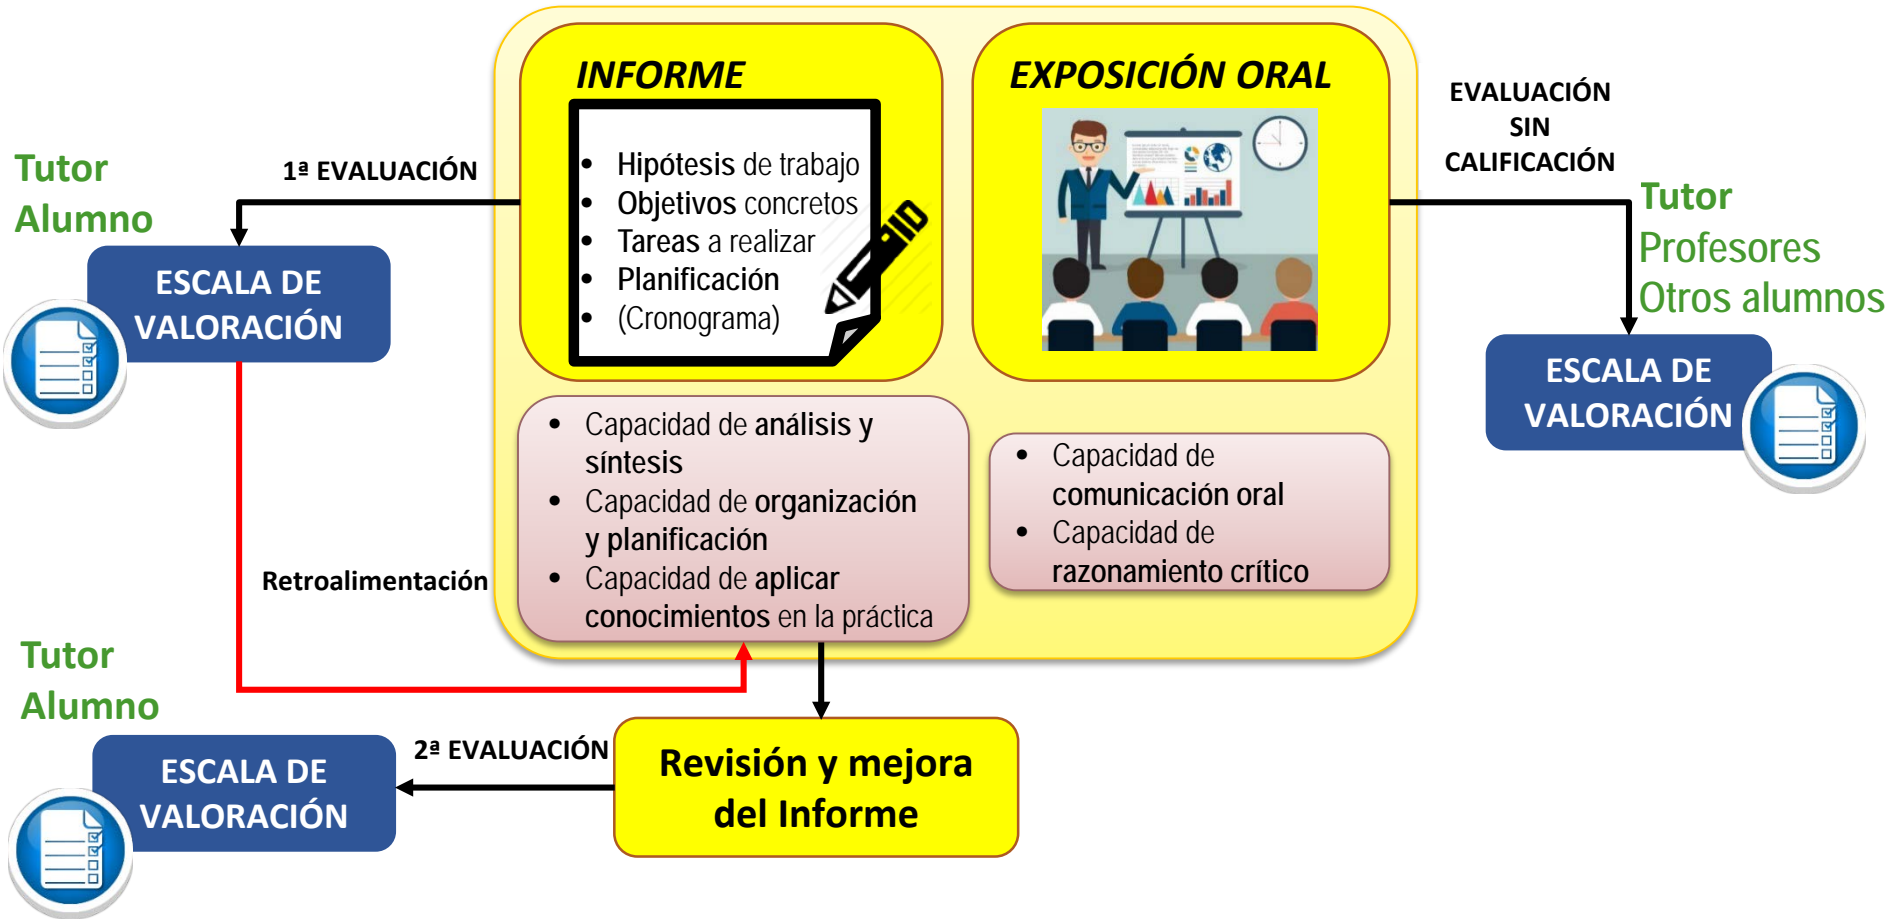 INFORME
• Hipótesis de trabajo
• Objetivos concretos
• Tareas a realizar
• Planificación
• (Cronograma)
EXPOSICIÓN ORAL
EVALUACIÓN
SIN
CALIFICACIÓN
Tutor
Profesores
Otros alumnos
ESCALA DE
VALORACIÓN
1ª EVALUACIÓN
Tutor
Alumno
ESCALA DE
VALORACIÓN
• Capacidad de análisis y
síntesis
• Capacidad de organización
y planificación
• Capacidad de aplicar
conocimientos en la práctica
• Capacidad de
comunicación oral
• Capacidad de
razonamiento crítico
Retroalimentación
Tutor
Alumno
2ª EVALUACIÓN
ESCALA DE
VALORACIÓN
Revisión y mejora
del Informe